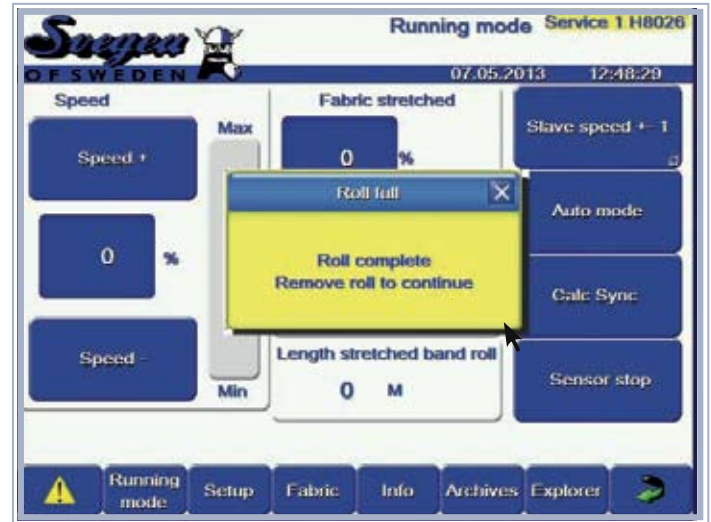 Svegea
OF SWEDEN
Running mode
Service 1 H8026
07.05.2013 12:48:29
Speed
Speed +
0 %
Speed -
Max
Min
Fabric stretched
0 %
Roll full
Roll complete
Remove roll to continue
Length stretched band roll
0 M
Slave speed +- 1
Auto mode
Calc Sync
Sensor stop
Running mode
Setup
Fabric
Info
Archives
Explorer